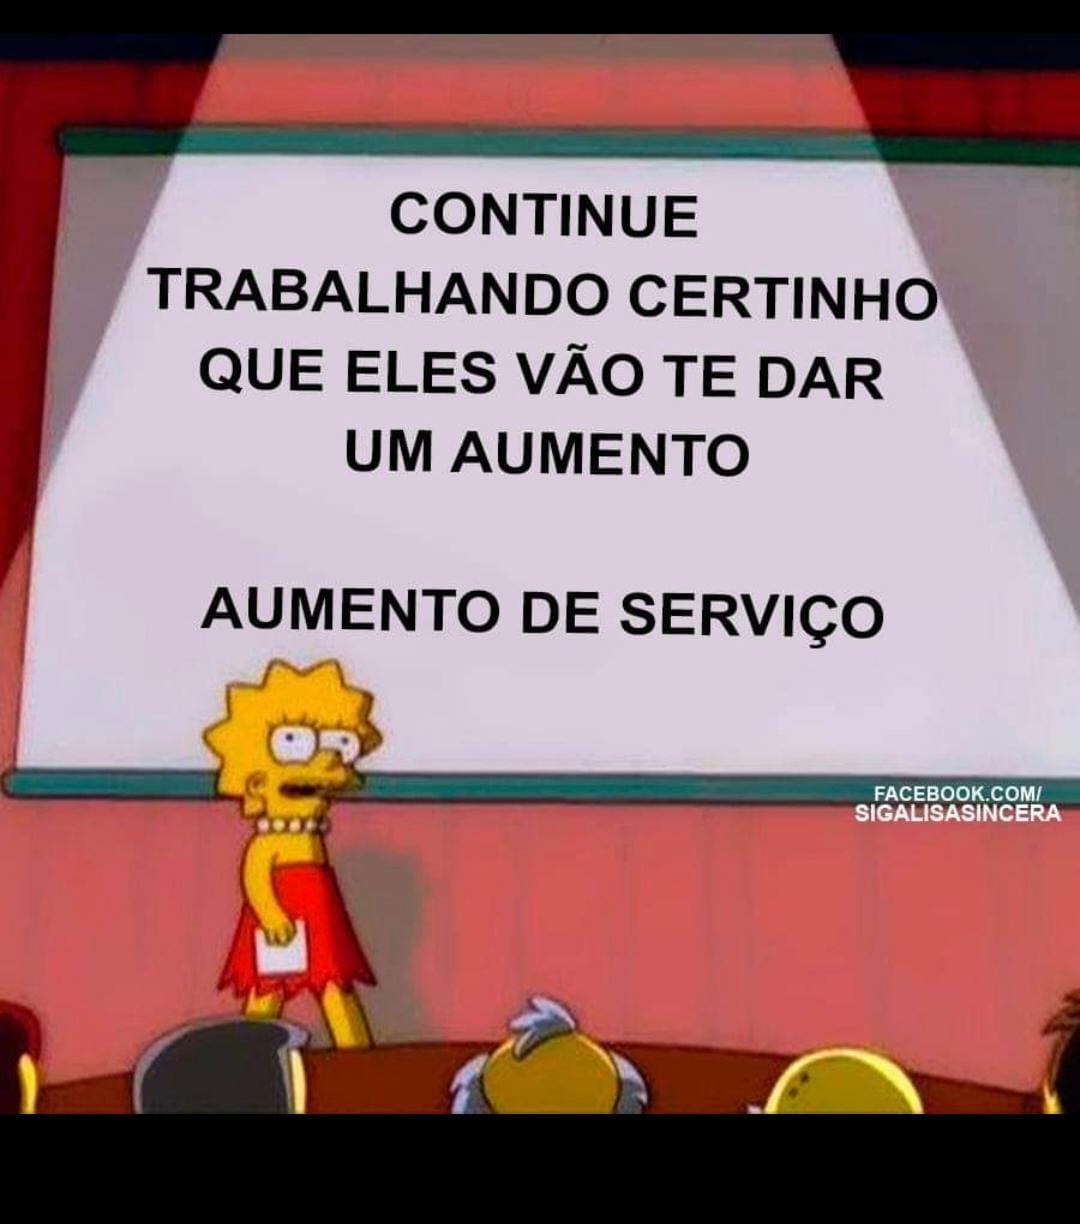 CONTINUE
TRABALHANDO CERTINHO
QUE ELES VÃO TE DAR
UM AUMENTO
AUMENTO DE SERVIÇO
FACEBOOK.COM/
SIGALISASINCERA